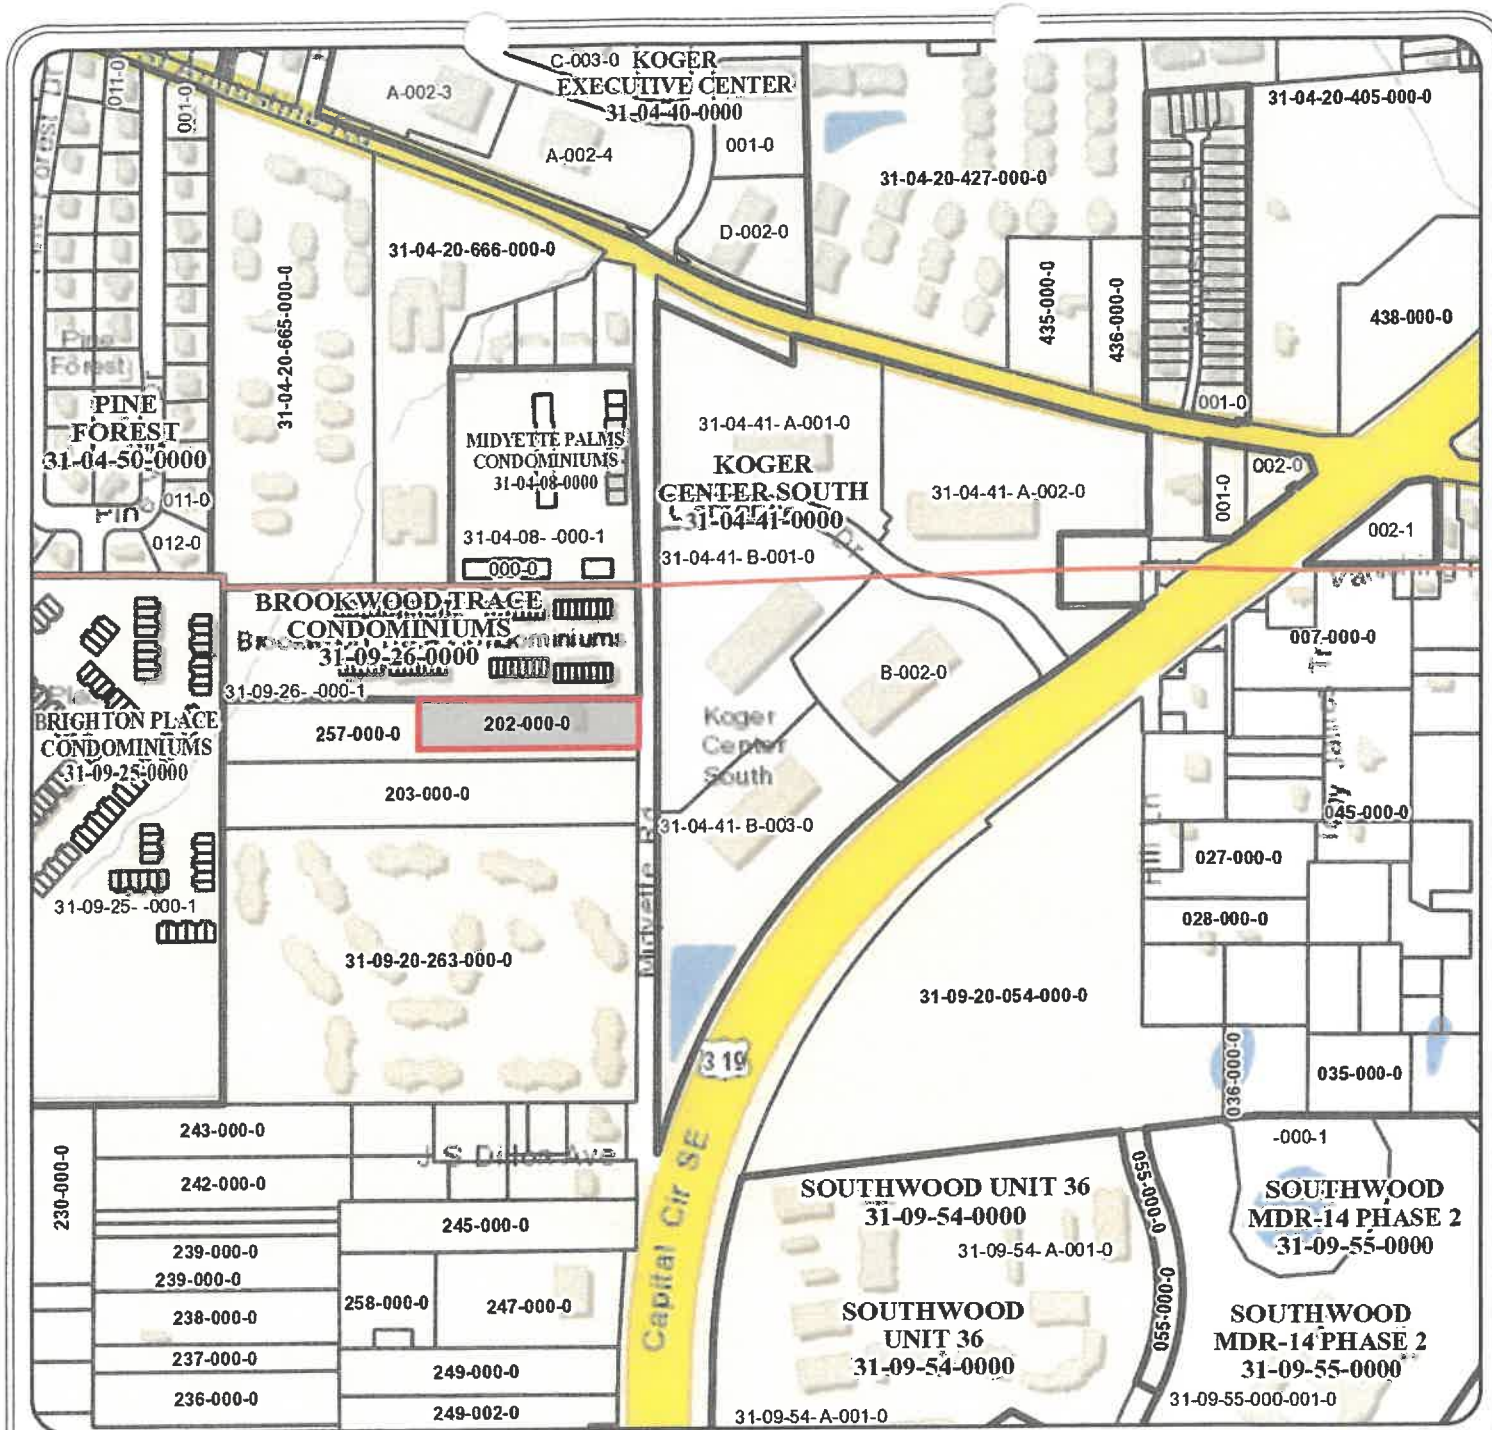 C-003-0 KOGER
EXECUTIVE CENTER
31-04-40-0000
A-002-3
011-0
001-0
A-002-4
001-0
31-04-20-405-000-0
31-04-20-427-000-0
D-002-0
31-04-20-666-000-0
31-04-20-665-000-0
435-000-0
436-000-0
438-000-0
Pine
Forest
PINE
FOREST
31-04-50-0000
011-0
012-0
MIDYETTE PALMS
CONDOMINIUMS
31-04-08-0000
31-04-08- -000-1
000-0
31-04-41- A-001-0
KOGER
CENTER SOUTH
31-04-41-0000
Dr
31-04-41- B-001-0
31-04-41- A-002-0
001-0
001-0
002-0
002-1
BROOKWOOD TRACE
CONDOMINIUMS
31-09-26-0000
31-09-26- -000-1
B-002-0
007-000-0
BRIGHTON PLACE
CONDOMINIUMS
31-09-25-0000
257-000-0
202-000-0
203-000-0
Koger
Center
South
31-04-41- B-003-0
045-000-0
027-000-0
028-000-0
31-09-25- -000-1
31-09-20-263-000-0
Midyette Rd
31-09-20-054-000-0
319
036-000-0
035-000-0
230-000-0
243-000-0
242-000-0
J S Dillon Ave
245-000-0
239-000-0
239-000-0
238-000-0
237-000-0
236-000-0
258-000-0
247-000-0
249-000-0
249-002-0
Capital Cir SE
SOUTHWOOD UNIT 36
31-09-54-0000
31-09-54- A-001-0
SOUTHWOOD
UNIT 36
31-09-54-0000
31-09-54- A-001-0
055-000-0
055-000-0
-000-1
SOUTHWOOD
MDR-14 PHASE 2
31-09-55-0000
SOUTHWOOD
MDR-14 PHASE 2
31-09-55-0000
31-09-55-000-001-0